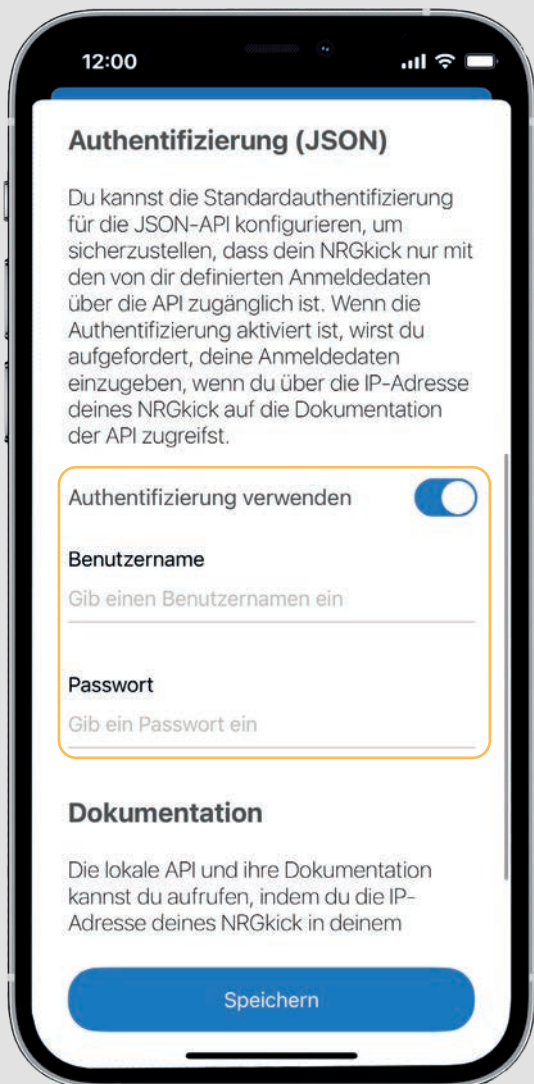 12:00
Authentifizierung (JSON)
Du kannst die Standardauthentifizierung
für die JSON-API konfigurieren, um
sicherzustellen, dass dein NRGkick nur mit
den von dir definierten Anmeldedaten
über die API zugänglich ist. Wenn die
Authentifizierung aktiviert ist, wirst du
aufgefordert, deine Anmeldedaten
einzugeben, wenn du über die IP-Adresse
deines NRGkick auf die Dokumentation
der API zugreifst.
Authentifizierung verwenden
Benutzername
Gib einen Benutzernamen ein
Passwort
Gib ein Passwort ein
Dokumentation
Die lokale API und ihre Dokumentation
kannst du aufrufen, indem du die IP-
Adresse deines NRGkick in deinem
Speichern